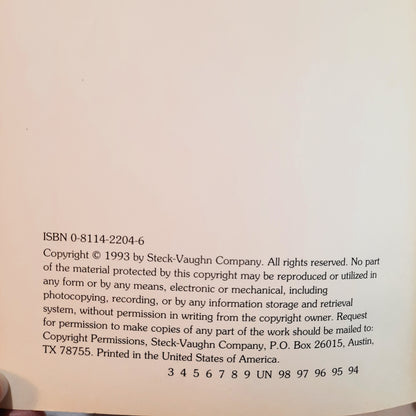 ISBN 0-8114-2204-6
Copyright © 1993 by Steck-Vaughn Company. All rights reserved. No part
of the material protected by this copyright may be reproduced or utilized in
any form or by any means, electronic or mechanical, including
photocopying, recording, or by any information storage and retrieval
system, without permission in writing from the copyright owner. Request
for permission to make copies of any part of the work should be mailed to:
Copyright Permissions, Steck-Vaughn Company, P.O. Box 26015, Austin,
TX 78755. Printed in the United States of America.
3 4 5 6 7 8 9 UN 98 97 96 95 94